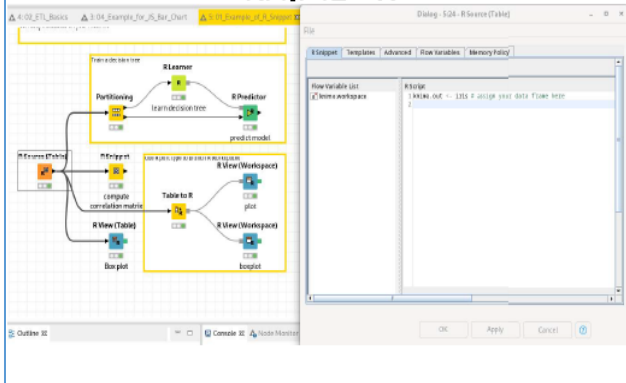 4: 02_ETL_Basics
3: 04_Example_for_JS_Bar_Chart
5: 01_Example_of_R_Snippet
Train a decision tree
R Learner
Partitioning
R Predictor
learn decision tree
predict model
R Source (Table)
R Snippet
R View (Workspace)
compute
correlation matrix
Table to R
plot
R View (Table)
R View (Workspace)
Box plot
boxplot
Outline
Console
Node Monitor
Dialog - 5:24 - R Source (Table)
File
R Snippet
Templates
Advanced
Flow Variables
Memory Policy
Flow Variable List
knime.workspace
R Script
1 knime.out <- iris # assign your data frame here
2
OK
Apply
Cancel